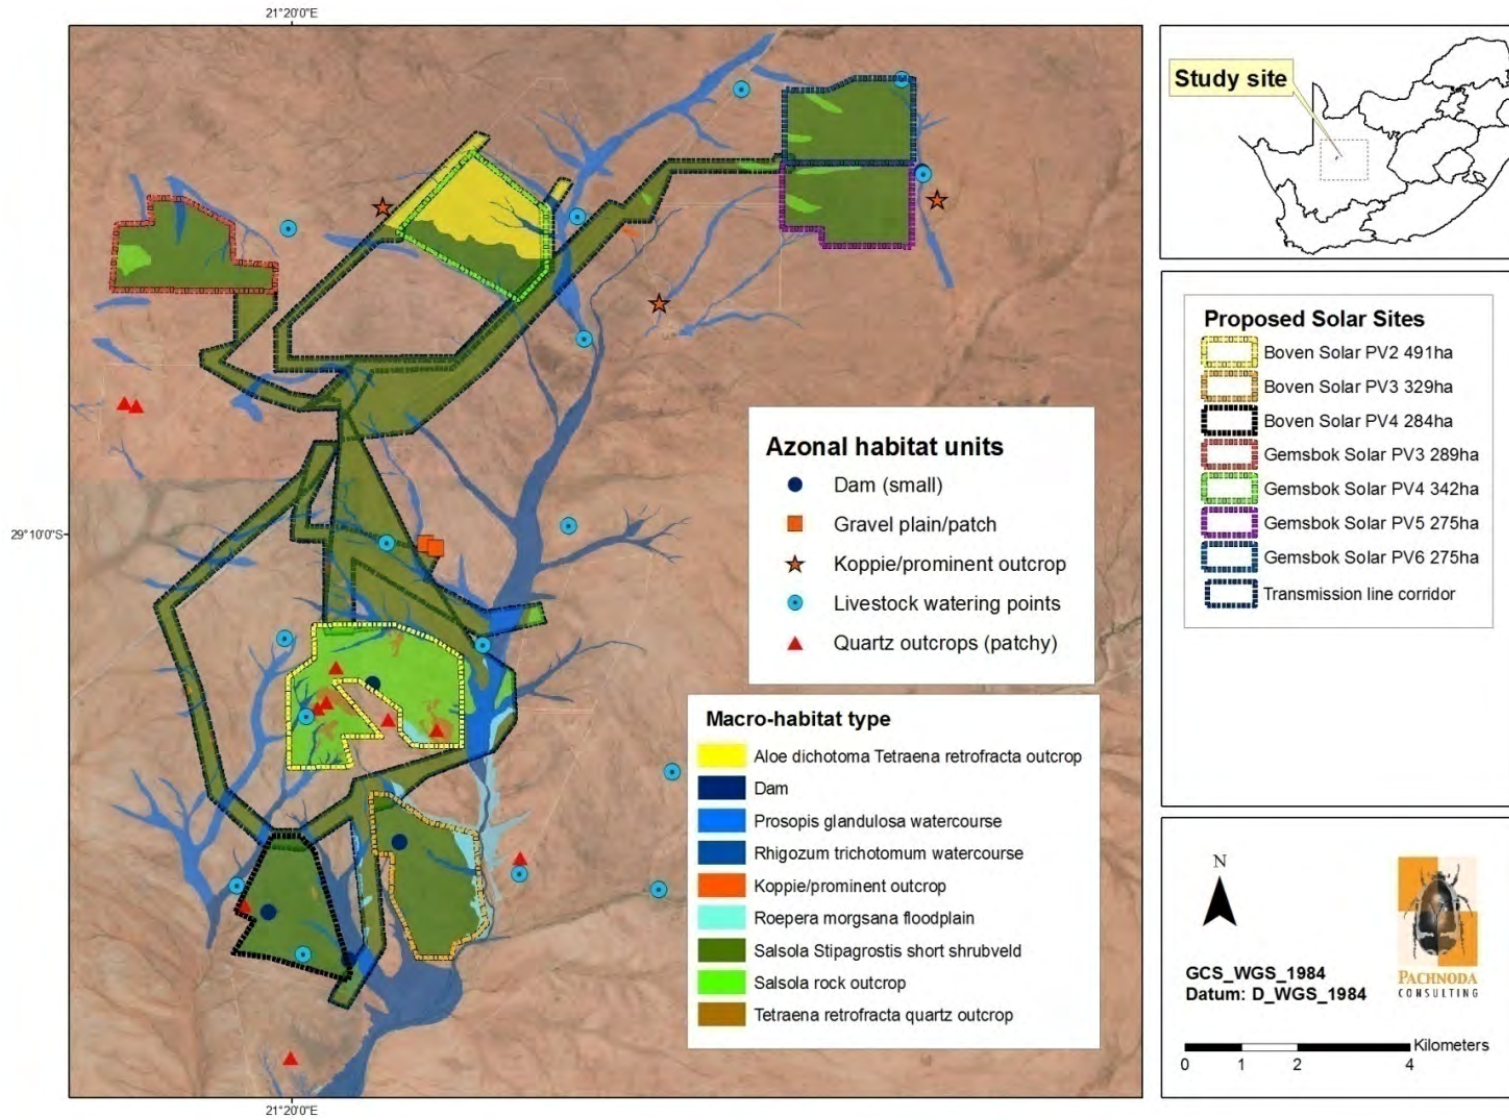 21°20'0"E
Study site
29°10'0"S
Proposed Solar Sites
Boven Solar PV2 491ha
Boven Solar PV3 329ha
Boven Solar PV4 284ha
Gemsbok Solar PV3 289ha
Gemsbok Solar PV4 342ha
Gemsbok Solar PV5 275ha
Gemsbok Solar PV6 275ha
Transmission line corridor
Azonal habitat units
Dam (small)
Gravel plain/patch
Koppie/prominent outcrop
Livestock watering points
Quartz outcrops (patchy)
Macro-habitat type
Aloe dichotoma Tetraena retrofracta outcrop
Dam
Prosopis glandulosa watercourse
Rhigozum trichotomum watercourse
Koppie/prominent outcrop
Roepera morgsana floodplain
Salsola Stipagrostis short shrubveld
Salsola rock outcrop
Tetraena retrofracta quartz outcrop
N
GCS_WGS_1984
Datum: D_WGS_1984
PACHNODA
CONSULTING
Kilometers
0 1 2 4
21°20'0"E